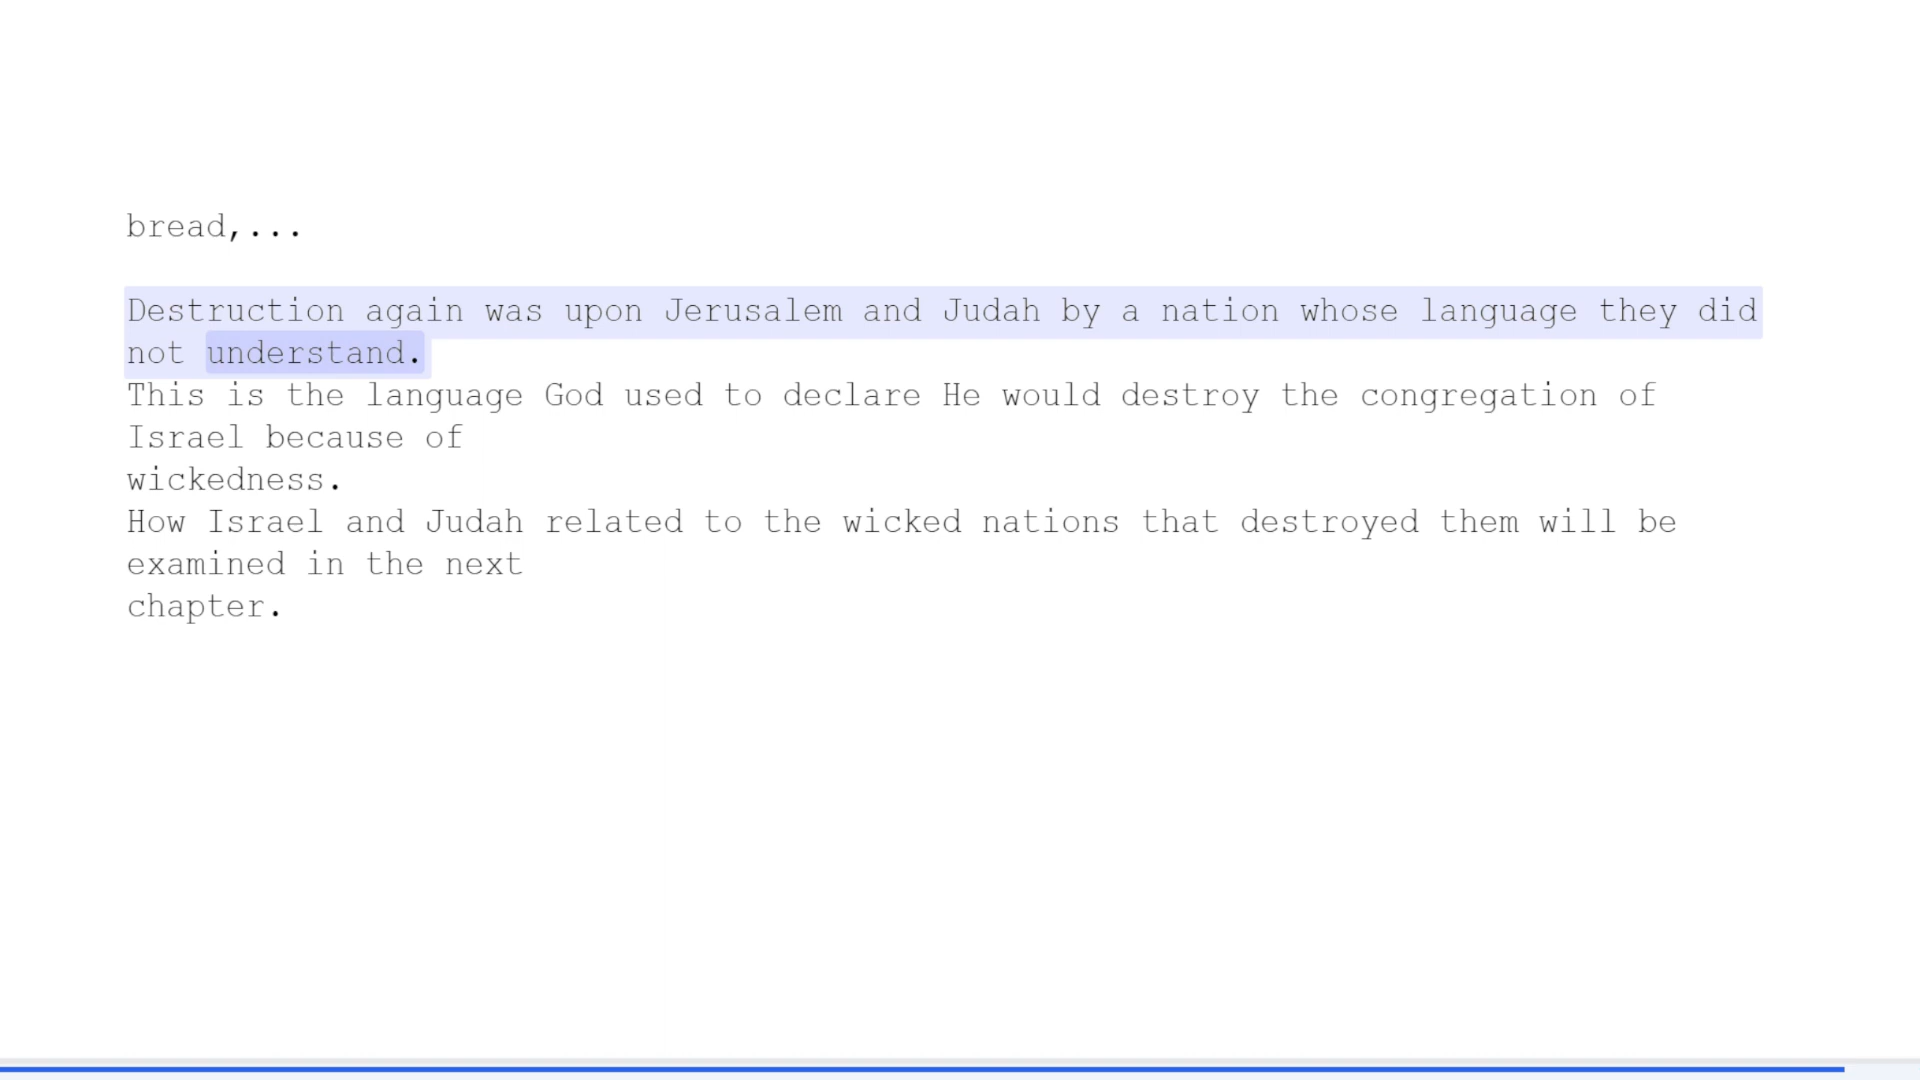 bread,...
Destruction again was upon Jerusalem and Judah by a nation whose language they did
not understand.
This is the language God used to declare He would destroy the congregation of
Israel because of
wickedness.
How Israel and Judah related to the wicked nations that destroyed them will be
examined in the next
chapter.